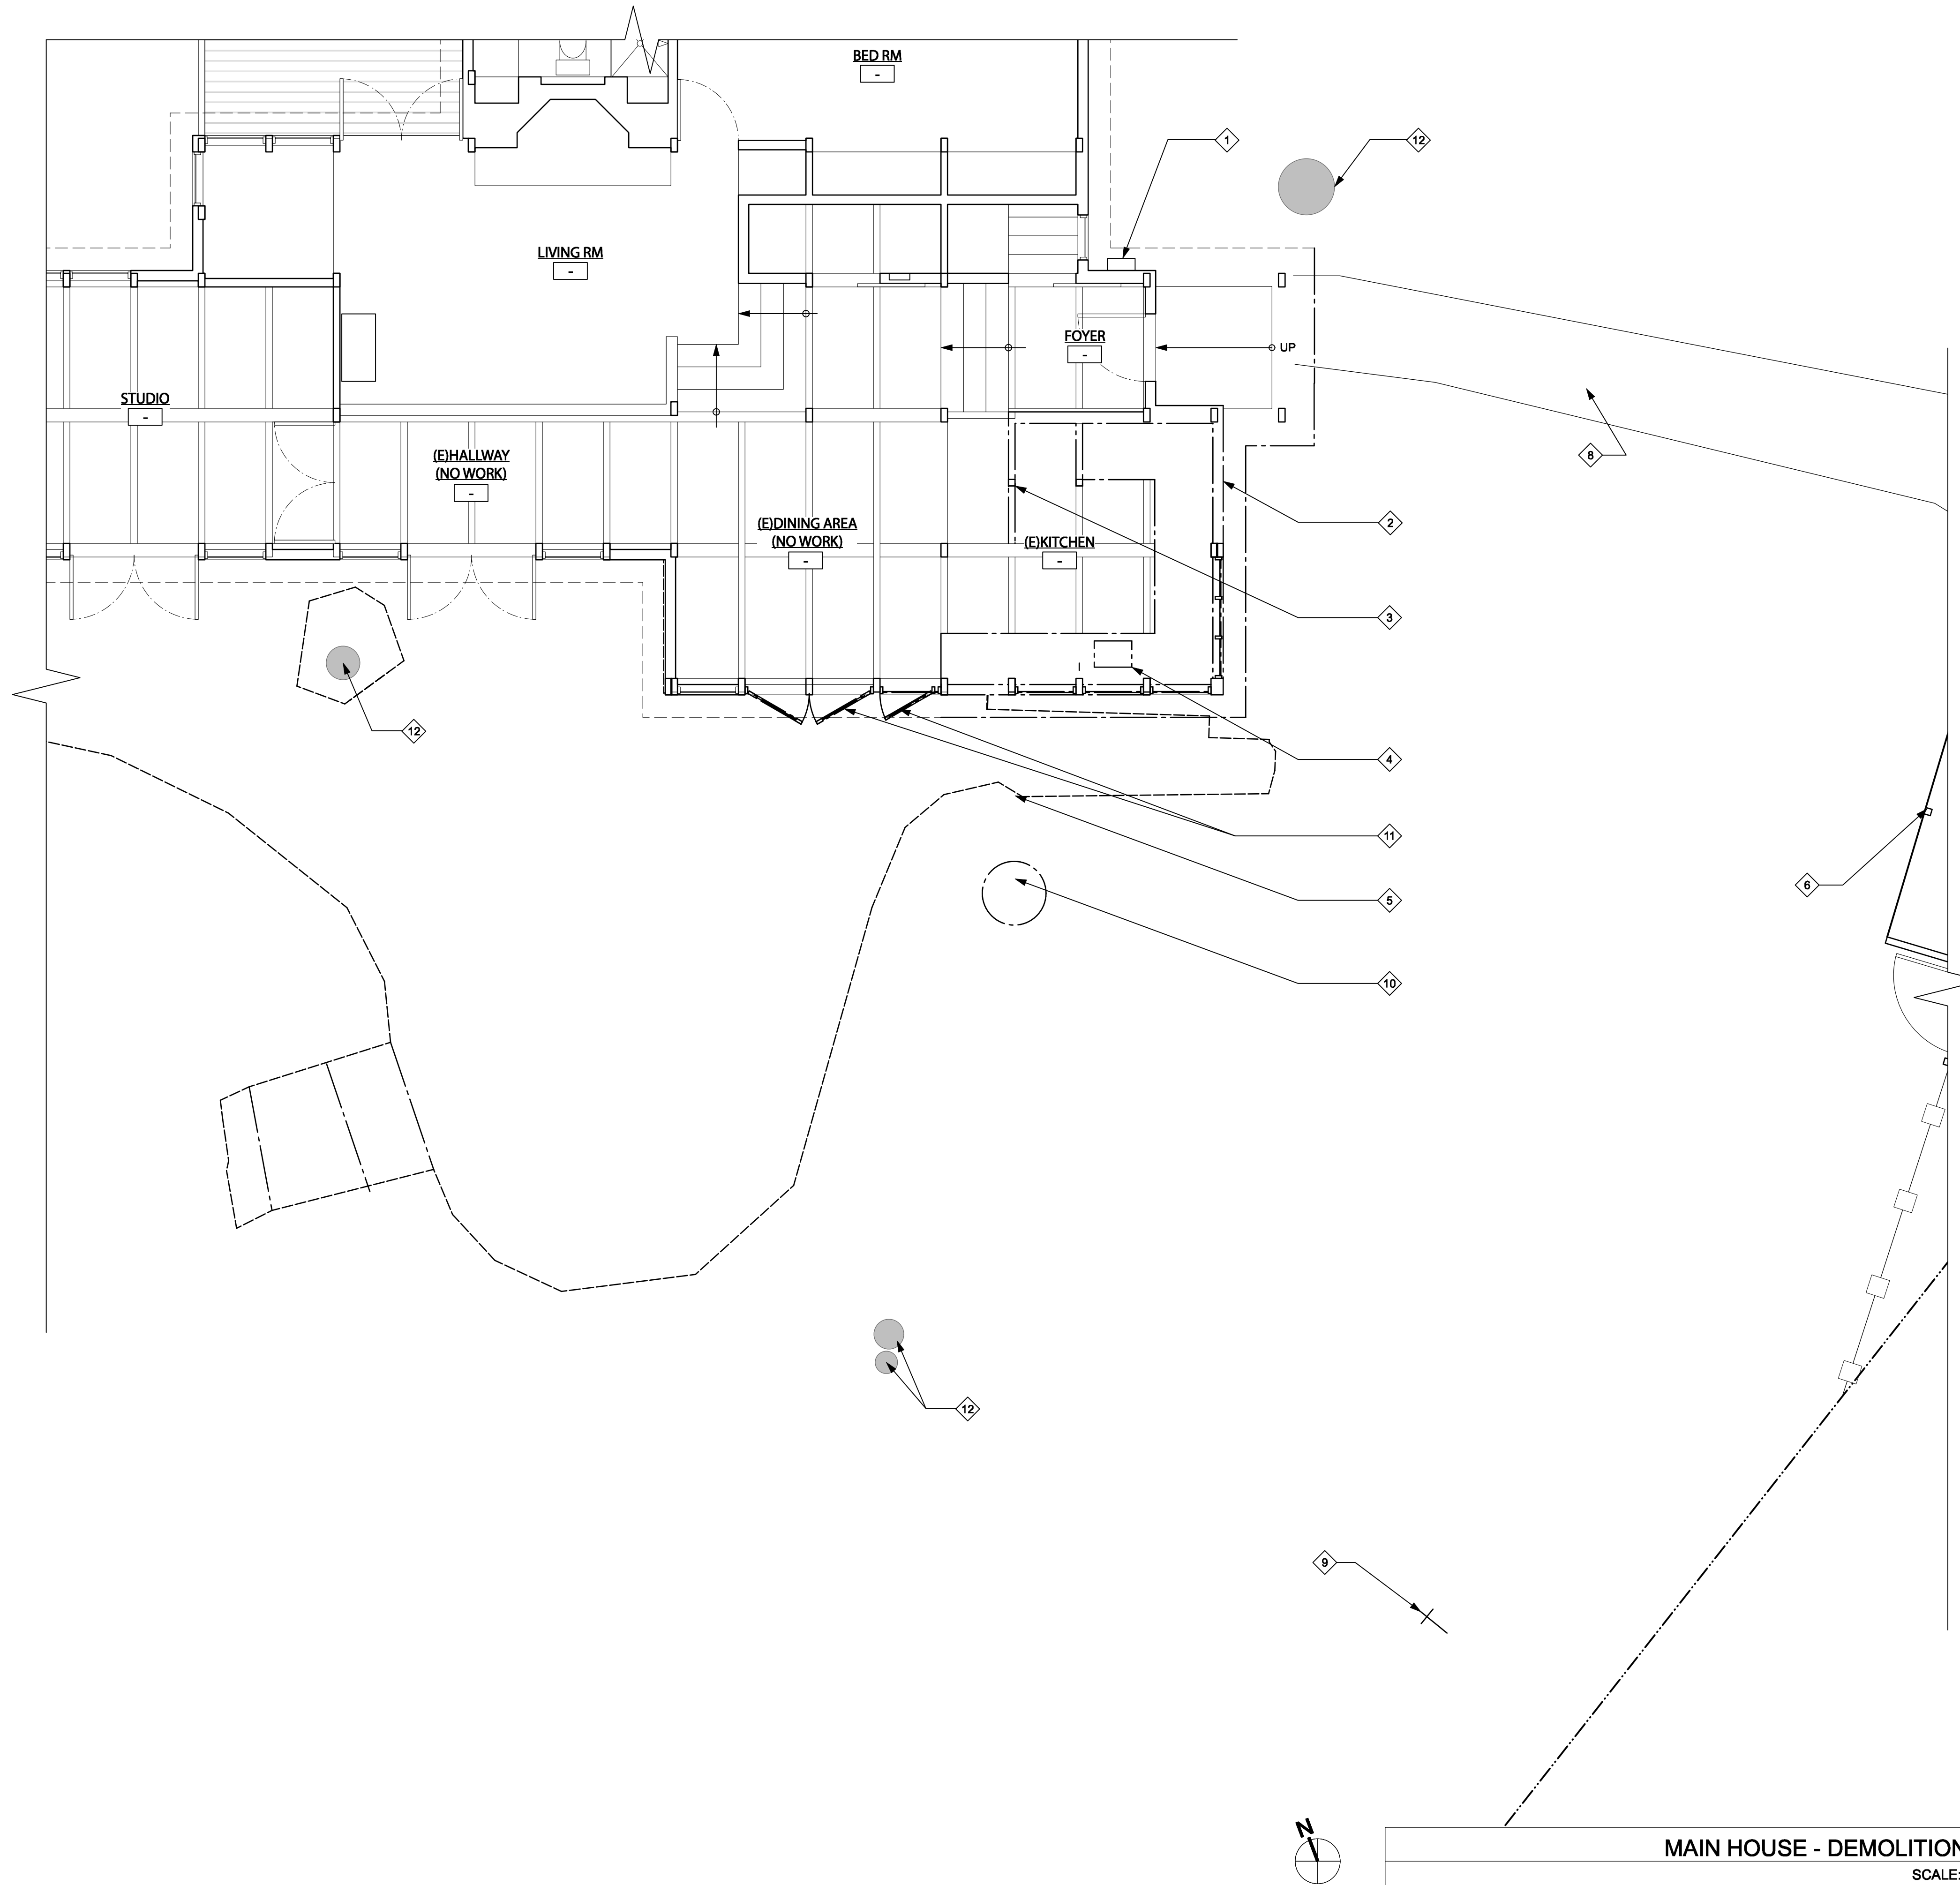 BED RM
-
1
12
LIVING RM
-
FOYER
-
UP
STUDIO
-
8
(E)HALLWAY
(NO WORK)
-
(E)DINING AREA
(NO WORK)
-
(E)KITCHEN
-
2
3
12
4
11
6
5
10
12
9
N
MAIN HOUSE - DEMOLITION
SCALE: